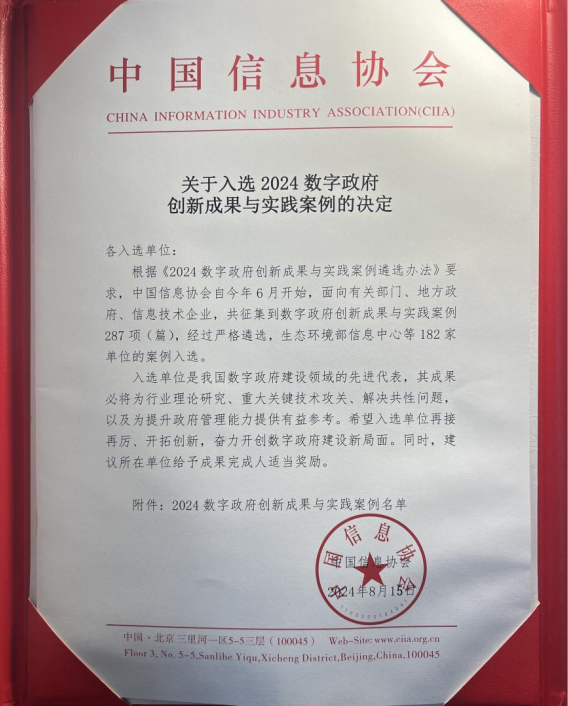 中国信息协会
CHINA INFORMATION INDUSTRY ASSOCIATION(CIIA)
关于入选 2024 数字政府
创新成果与实践案例的决定
各入选单位：
根据《2024 数字政府创新成果与实践案例遴选办法》要
求，中国信息协会自今年 6 月开始，面向有关部门、地方政
府、信息技术企业，共征集到数字政府创新成果与实践案例
287 项（篇），经过严格遴选，生态环境部信息中心等 182 家
单位的案例入选。
入选单位是我国数字政府建设领域的先进代表，其成果
必将为行业理论研究、重大关键技术攻关、解决共性问题，
以及为提升政府管理能力提供有益参考。希望入选单位再接
再厉、开拓创新，奋力开创数字政府建设新局面。同时，建
议所在单位给予成果完成人适当奖励。
附件：2024 数字政府创新成果与实践案例名单
中国信息协会
中国信息协会
2024年8月15日
中国·北京三里河一区5-5三层（100045） Web-Site: www.ciia.org.cn
Floor 3, No. 5-5,Sanlihe Yiqu,Xicheng District,Beijing,China,100045